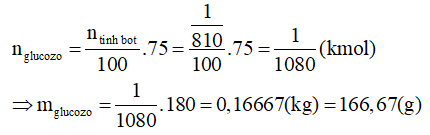 n_glucozo = n_tinh bot/100 .75 = (1/810)/100 .75 = 1/1080 (kmol)
⇒ m_glucozo = 1/1080 .180 = 0,16667(kg) = 166,67(g)